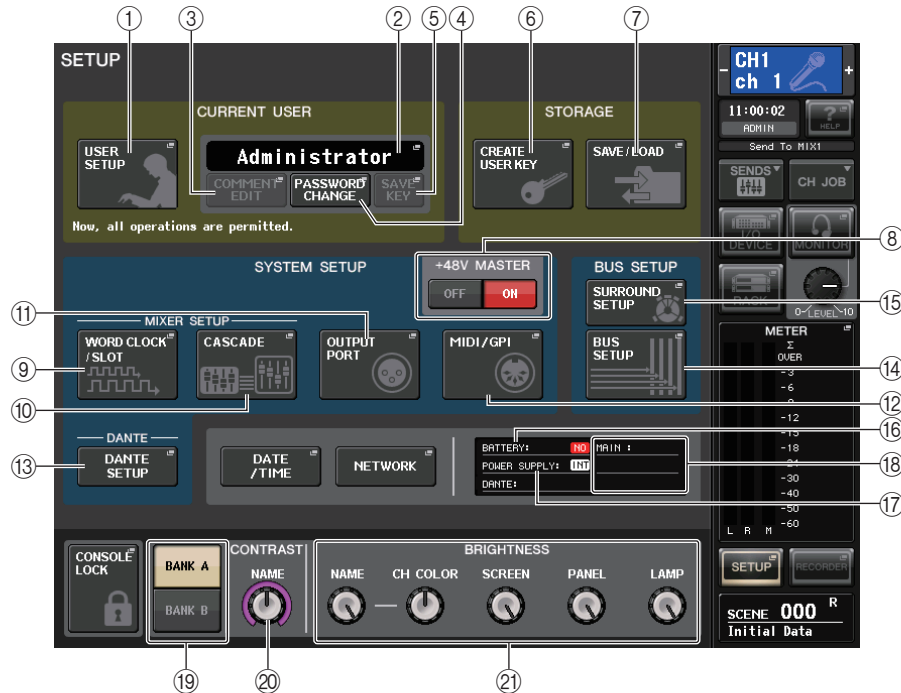 ① ③ ② ⑤ ④ ⑥ ⑦
SETUP
CURRENT USER
STORAGE
USER
SETUP
Administrator
COMMENT
EDIT
PASSWORD
CHANGE
SAVE
KEY
Now, all operations are permitted.
CREATE
USER KEY
SAVE/LOAD
CH1
ch 1
- +
11:00:02
ADMIN
?
HELP
Send To MIX1
SENDS
CH JOB
I/O
DEVICE
MONITOR
RACK
0 LEVEL 10
⑧
SYSTEM SETUP
+48V MASTER
OFF
ON
BUS SETUP
SURROUND
SETUP
⑮
⑪
MIXER SETUP
WORD CLOCK
/SLOT
CASCADE
OUTPUT
PORT
MIDI/GPI
BUS
SETUP
⑨
⑩
⑫
⑭
METER
Σ
OVER
-3
-6
-12
-15
-18
-30
-40
-50
-60
L R M
⑬
DANTE
DANTE
SETUP
DATE
/TIME
NETWORK
BATTERY: NO
POWER SUPPLY: INT
DANTE:
MAIN :
⑯
⑱
⑰
CONSOLE
LOCK
BANK A
BANK B
CONTRAST
NAME
BRIGHTNESS
NAME
CH COLOR
SCREEN
PANEL
LAMP
SETUP
RECORDER
SCENE 000 R
Initial Data
⑲ ⑳ ㉑